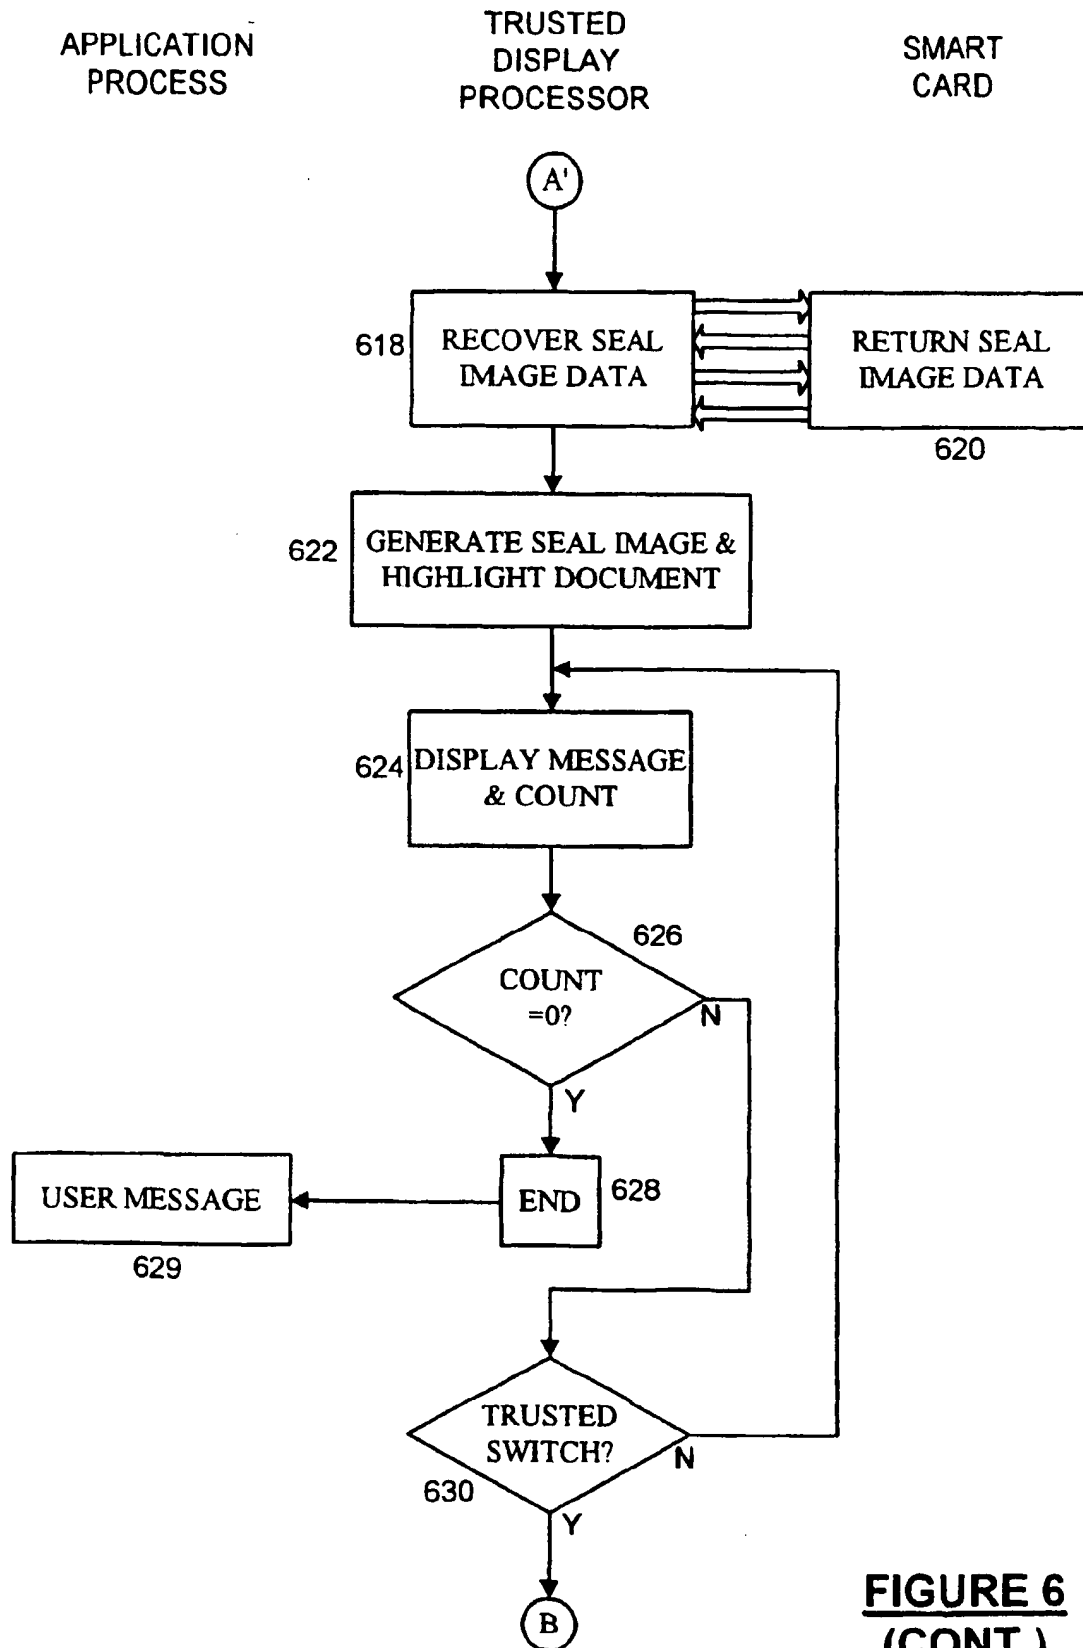 APPLICATION
PROCESS
TRUSTED
DISPLAY
PROCESSOR
SMART
CARD
A'
618
RECOVER SEAL
IMAGE DATA
RETURN SEAL
IMAGE DATA
620
622
GENERATE SEAL IMAGE &
HIGHLIGHT DOCUMENT
624
DISPLAY MESSAGE
& COUNT
626
COUNT
=0?
N
Y
USER MESSAGE
629
END
628
TRUSTED
SWITCH?
N
630
Y
B
FIGURE 6
(CONT.)